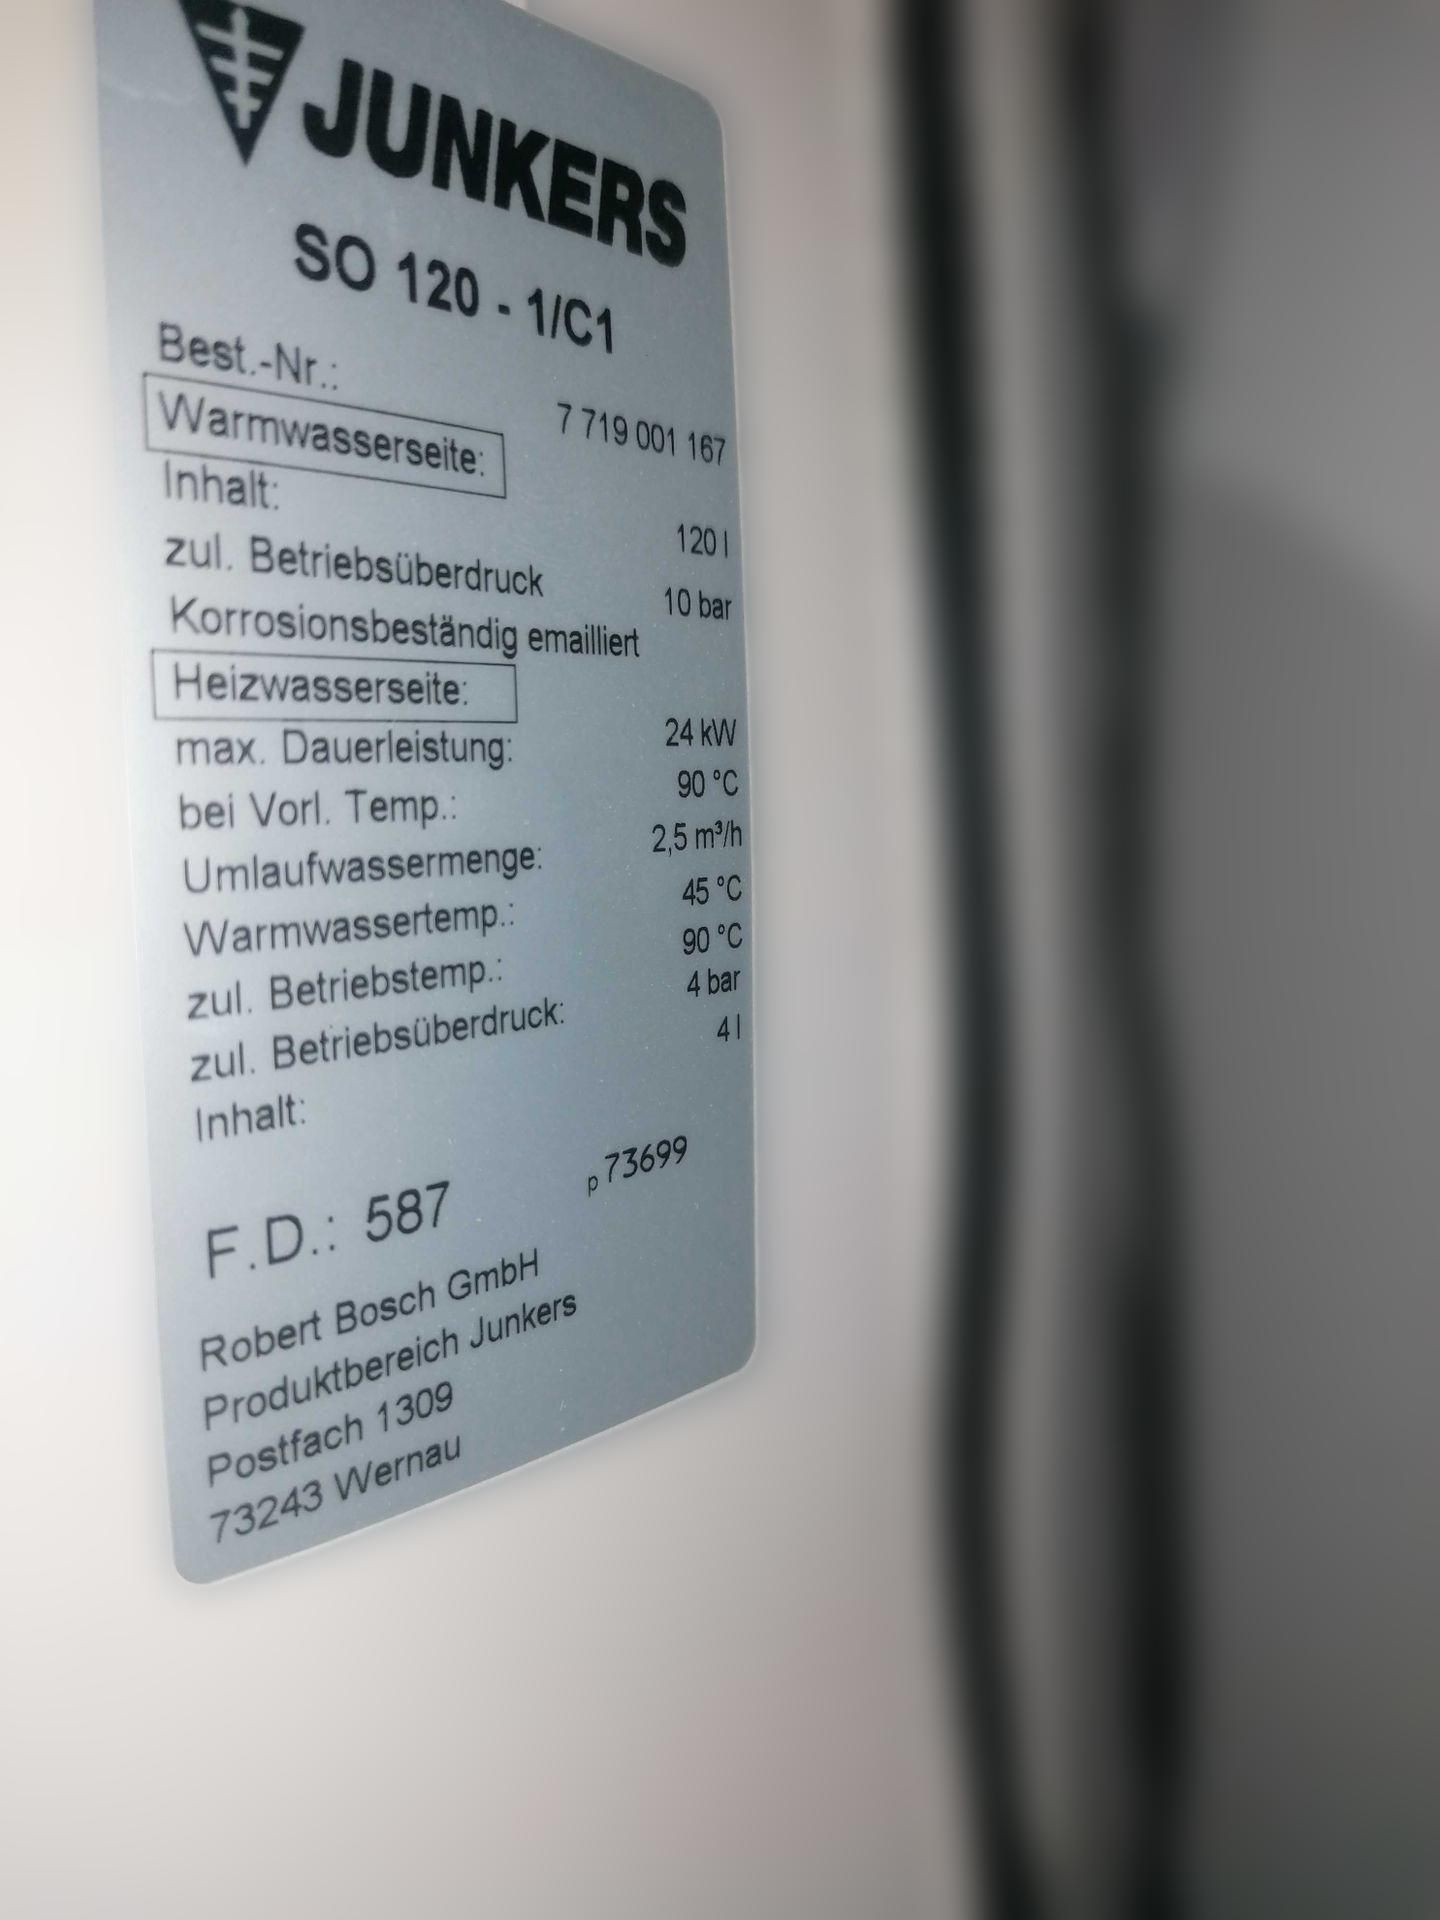 JUNKERS
SO 120 - 1/C1
Best.-Nr.: 7 719 001 167
Warmwasserseite:
Inhalt: 120 l
zul. Betriebsüberdruck 10 bar
Korrosionsbeständig emailliert
Heizwasserseite:
max. Dauerleistung: 24 kW
bei Vorl. Temp.: 90 °C
Umlaufwassermenge: 2,5 m³/h
Warmwassertemp.: 45 °C
zul. Betriebstemp.: 90 °C
zul. Betriebsüberdruck: 4 bar
Inhalt: 4 l
F.D.: 587 p 73699
Robert Bosch GmbH
Produktbereich Junkers
Postfach 1309
73243 Wernau